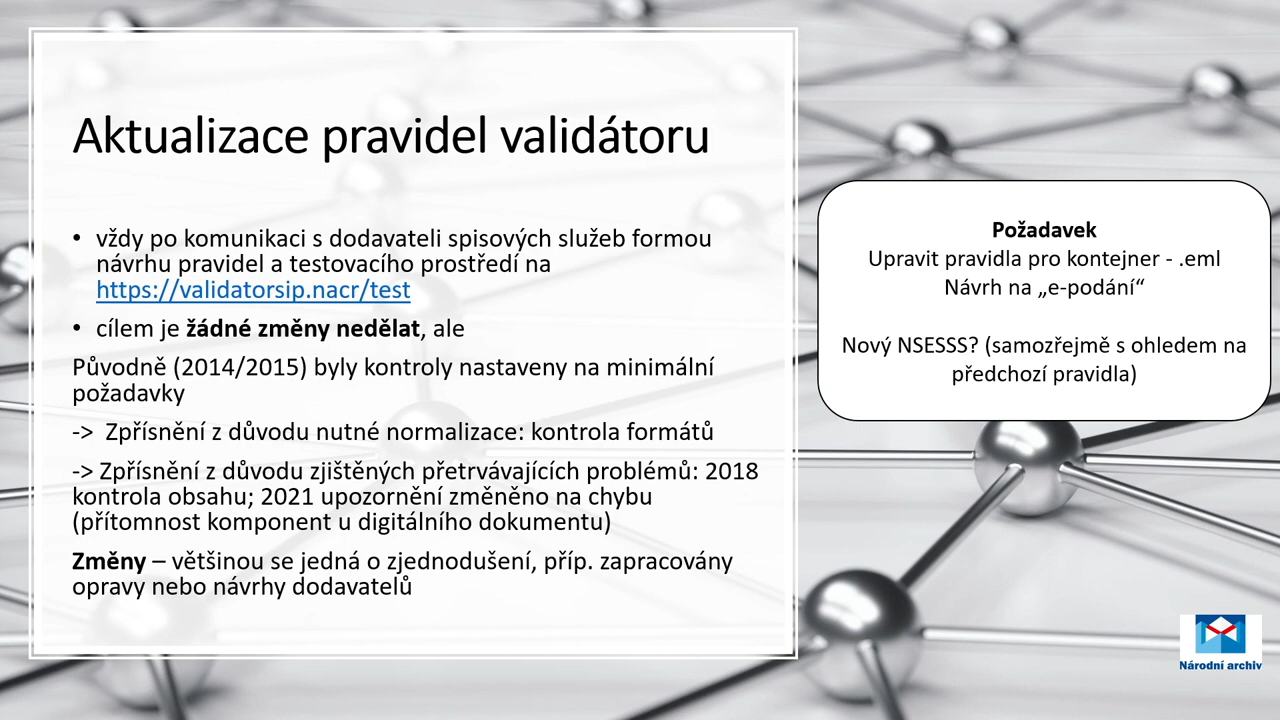 Aktualizace pravidel validátoru
• vždy po komunikaci s dodavateli spisových služeb formou
návrhu pravidel a testovacího prostředí na
https://validatorsip.nacr/test
• cílem je žádné změny nedělat, ale
Původně (2014/2015) byly kontroly nastaveny na minimální
požadavky
-> Zpřísnění z důvodu nutné normalizace: kontrola formátů
-> Zpřísnění z důvodu zjištěných přetrvávajících problémů: 2018
kontrola obsahu; 2021 upozornění změněno na chybu
(přítomnost komponent u digitálního dokumentu)
Změny – většinou se jedná o zjednodušení, příp. zapracovány
opravy nebo návrhy dodavatelů
Požadavek
Upravit pravidla pro kontejner - .eml
Návrh na „e-podání“
Nový NSESSS? (samozřejmě s ohledem na
předchozí pravidla)
Národní archiv